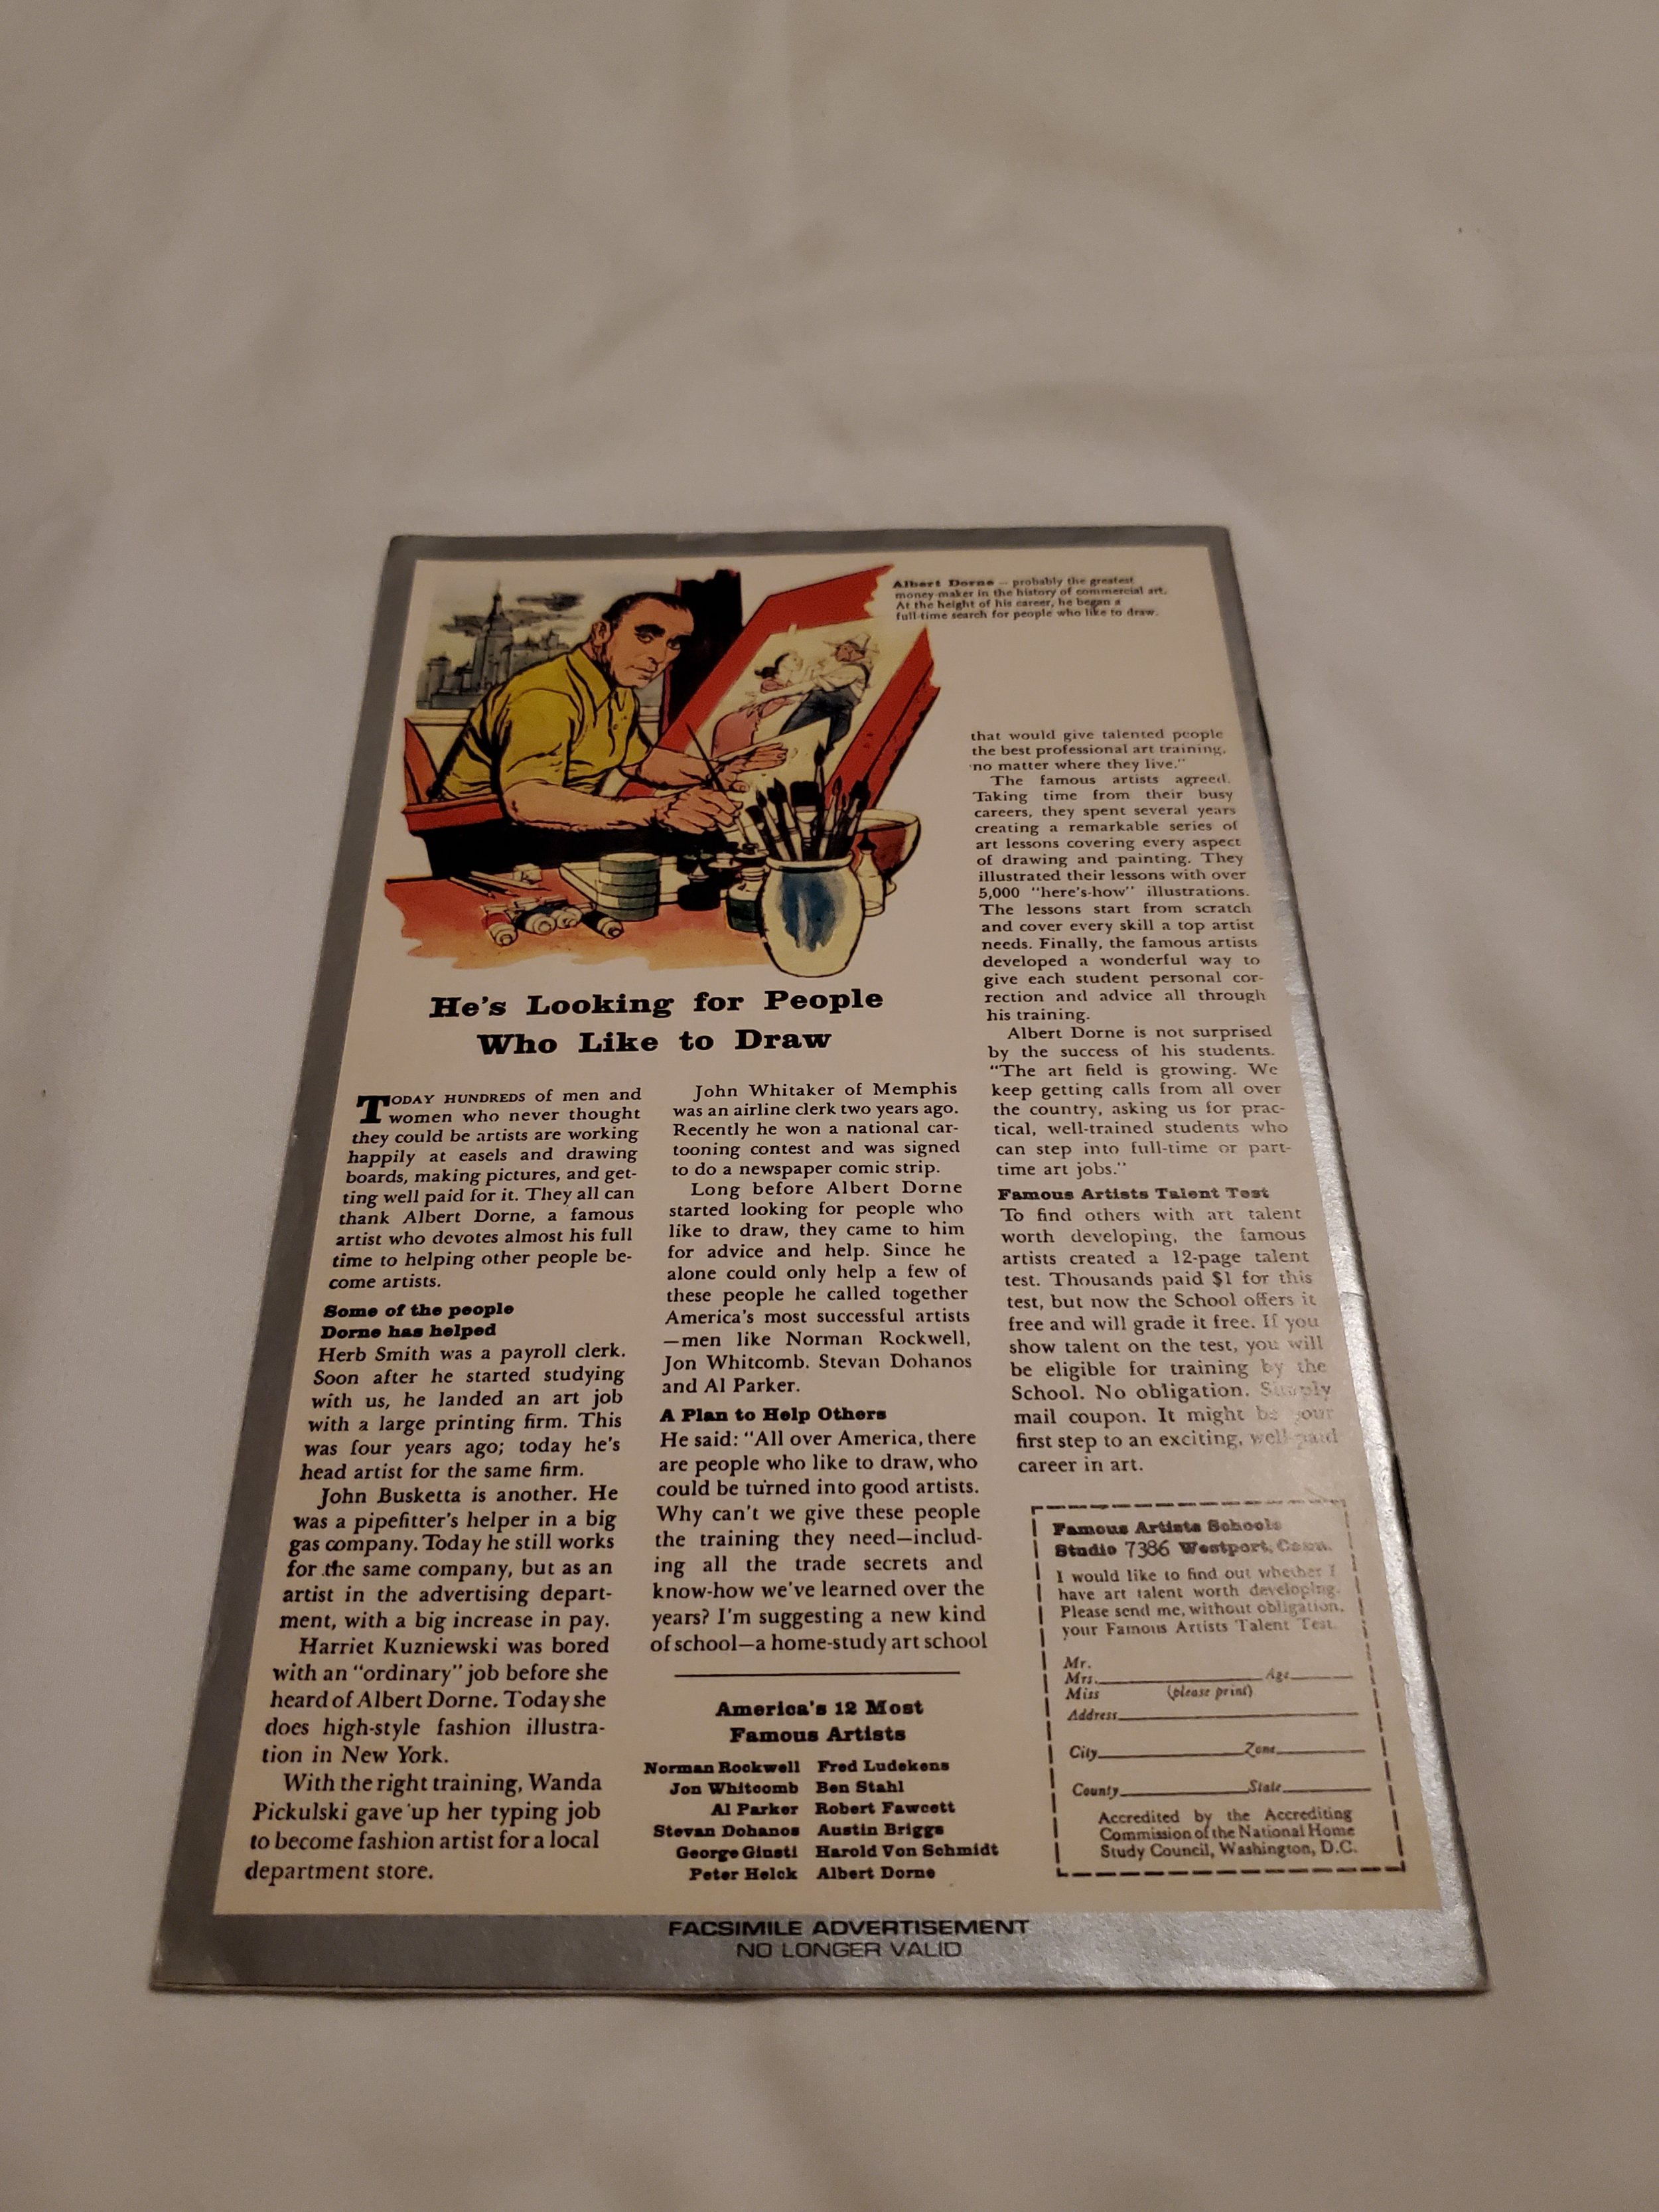 Albert Dorne — probably the greatest
money-maker in the history of commercial art.
At the height of his career, he began a
full-time search for people who like to draw.
He's Looking for People
Who Like to Draw
TODAY HUNDREDS of men and
women who never thought
they could be artists are working
happily at easels and drawing
boards, making pictures, and get-
ting well paid for it. They all can
thank Albert Dorne, a famous
artist who devotes almost his full
time to helping other people be-
come artists.
Some of the people
Dorne has helped
Herb Smith was a payroll clerk.
Soon after he started studying
with us, he landed an art job
with a large printing firm. This
was four years ago; today he's
head artist for the same firm.
John Busketta is another. He
was a pipefitter's helper in a big
gas company. Today he still works
for the same company, but as an
artist in the advertising depart-
ment, with a big increase in pay.
Harriet Kuzniewski was bored
with an "ordinary" job before she
heard of Albert Dorne. Today she
does high-style fashion illustra-
tion in New York.
With the right training, Wanda
Pickulski gave up her typing job
to become fashion artist for a local
department store.
John Whitaker of Memphis
was an airline clerk two years ago.
Recently he won a national car-
tooning contest and was signed
to do a newspaper comic strip.
Long before Albert Dorne
started looking for people who
like to draw, they came to him
for advice and help. Since he
alone could only help a few of
these people he called together
America's most successful artists
—men like Norman Rockwell,
Jon Whitcomb. Stevan Dohanos
and Al Parker.
A Plan to Help Others
He said: "All over America, there
are people who like to draw, who
could be turned into good artists.
Why can't we give these people
the training they need—includ-
ing all the trade secrets and
know-how we've learned over the
years? I'm suggesting a new kind
of school—a home-study art school
America's 12 Most
Famous Artists
Norman Rockwell Fred Ludekens
Jon Whitcomb Ben Stahl
Al Parker Robert Fawcett
Stevan Dohanos Austin Briggs
George Giusti Harold Von Schmidt
Peter Helck Albert Dorne
that would give talented people
the best professional art training,
no matter where they live."
The famous artists agreed.
Taking time from their busy
careers, they spent several years
creating a remarkable series of
art lessons covering every aspect
of drawing and painting. They
illustrated their lessons with over
5,000 "here's-how" illustrations.
The lessons start from scratch
and cover every skill a top artist
needs. Finally, the famous artists
developed a wonderful way to
give each student personal cor-
rection and advice all through
his training.
Albert Dorne is not surprised
by the success of his students.
"The art field is growing. We
keep getting calls from all over
the country, asking us for prac-
tical, well-trained students who
can step into full-time or part-
time art jobs."
Famous Artists Talent Test
To find others with art talent
worth developing, the famous
artists created a 12-page talent
test. Thousands paid $1 for this
test, but now the School offers it
free and will grade it free. If you
show talent on the test, you will
be eligible for training by the
School. No obligation. Simply
mail coupon. It might be your
first step to an exciting, well-paid
career in art.
Famous Artists Schools
Studio 7386 Westport, Conn.
I would like to find out whether I
have art talent worth developing.
Please send me, without obligation,
your Famous Artists Talent Test.
Mr.
Mrs. Age
Miss (please print)
Address
City Zone
County State
Accredited by the Accrediting
Commission of the National Home
Study Council, Washington, D.C.
FACSIMILE ADVERTISEMENT
NO LONGER VALID